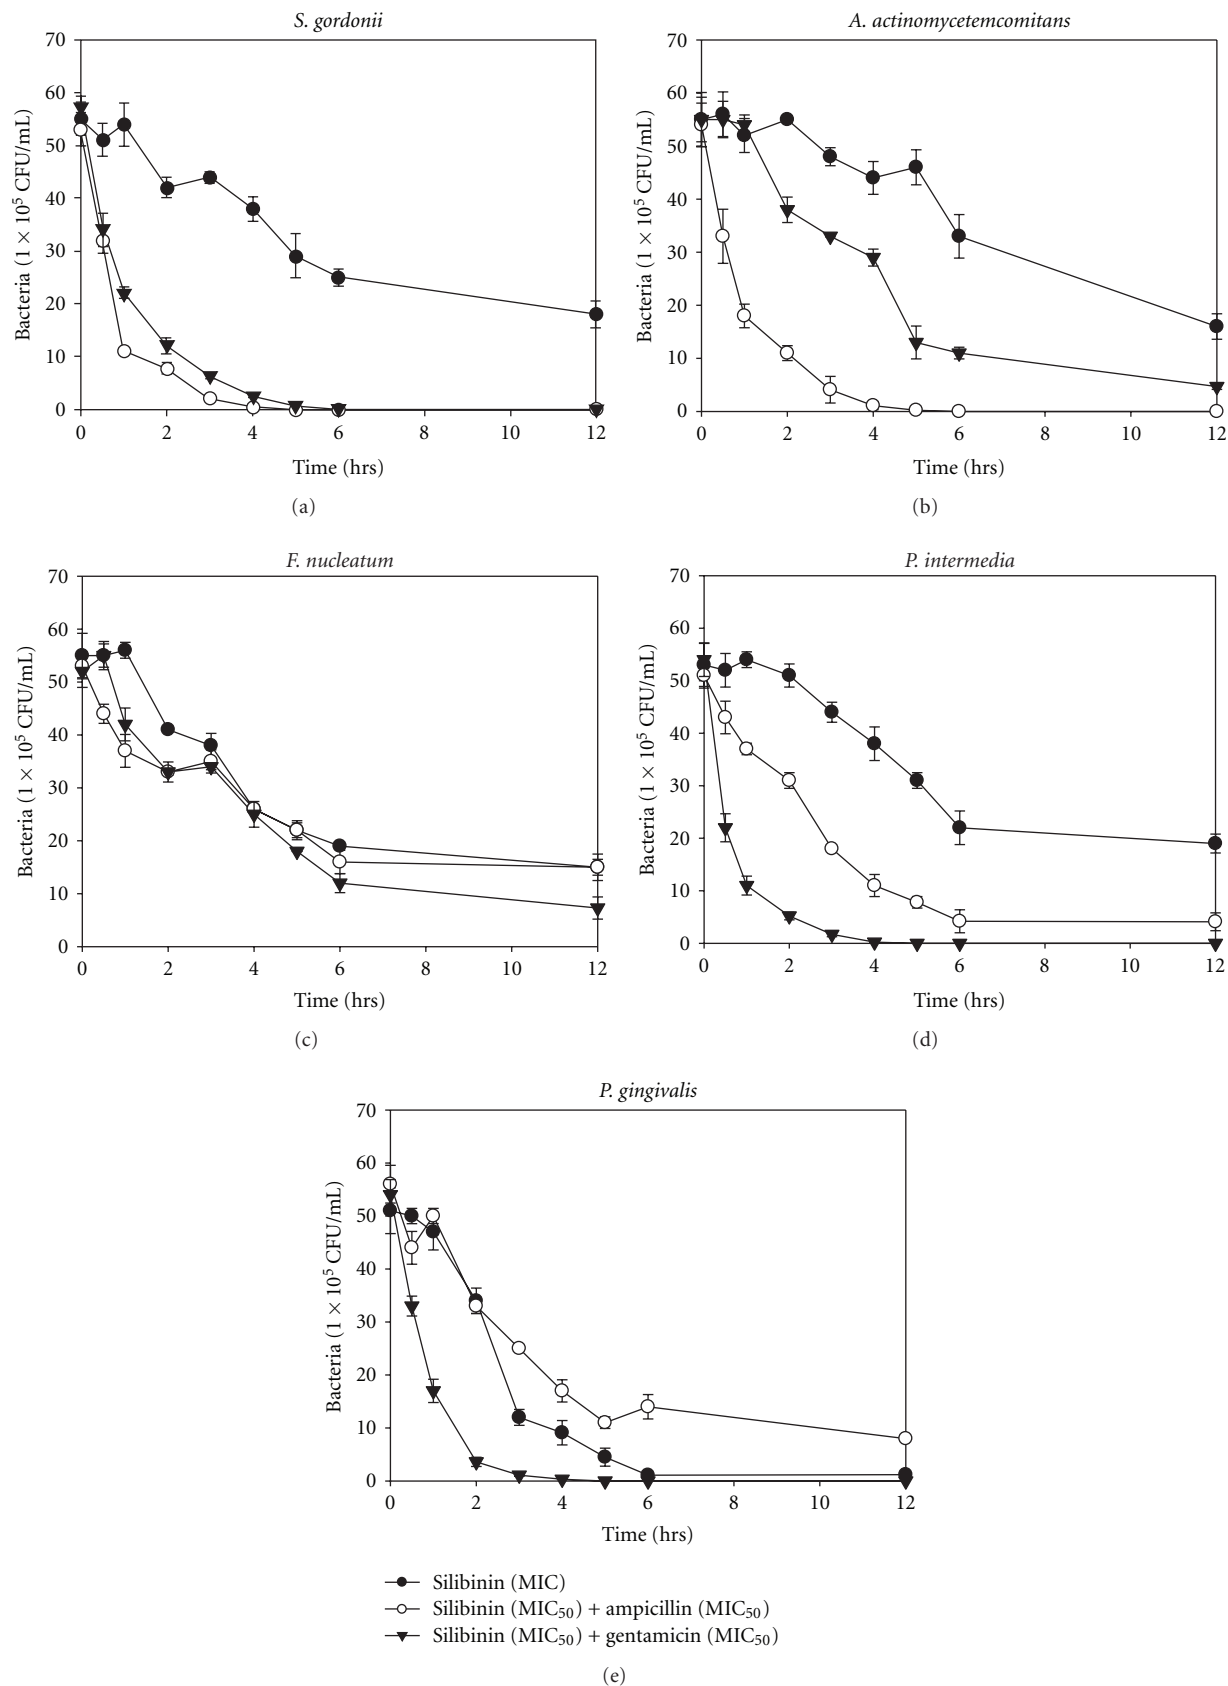 S. gordonii
70
60
50
40
30
20
10
0
Bacteria (1 × 10⁵ CFU/mL)
0 2 4 6 8 10 12
Time (hrs)
(a)
A. actinomycetemcomitans
70
60
50
40
30
20
10
0
Bacteria (1 × 10⁵ CFU/mL)
0 2 4 6 8 10 12
Time (hrs)
(b)
F. nucleatum
70
60
50
40
30
20
10
0
Bacteria (1 × 10⁵ CFU/mL)
0 2 4 6 8 10 12
Time (hrs)
(c)
P. intermedia
70
60
50
40
30
20
10
0
Bacteria (1 × 10⁵ CFU/mL)
0 2 4 6 8 10 12
Time (hrs)
(d)
P. gingivalis
70
60
50
40
30
20
10
0
Bacteria (1 × 10⁵ CFU/mL)
0 2 4 6 8 10 12
Time (hrs)
Silibinin (MIC)
Silibinin (MIC₅₀) + ampicillin (MIC₅₀)
Silibinin (MIC₅₀) + gentamicin (MIC₅₀)
(e)